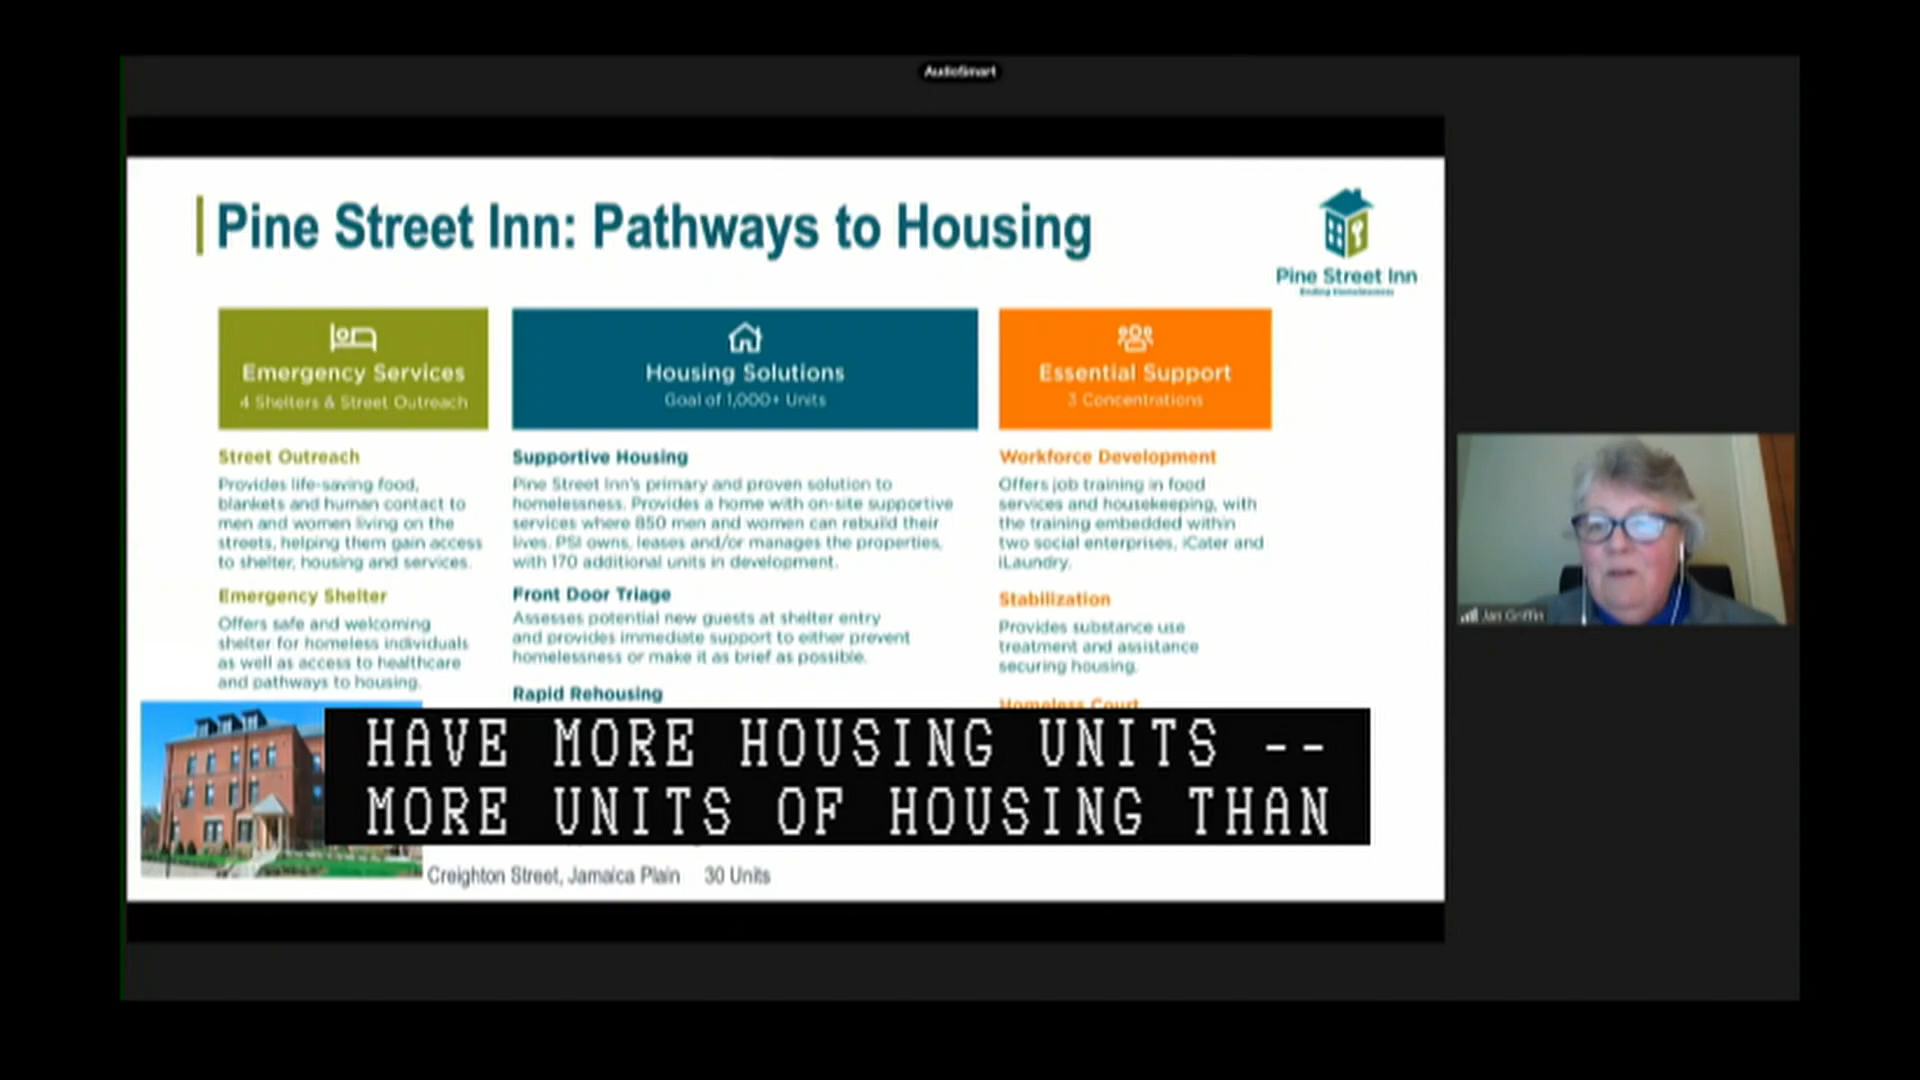 AudioSmart
Pine Street Inn: Pathways to Housing
Pine Street Inn
Ending Homelessness
Emergency Services
4 Shelters & Street Outreach
Street Outreach
Provides life-saving food,
blankets and human contact to
men and women living on the
streets, helping them gain access
to shelter, housing and services.
Emergency Shelter
Offers safe and welcoming
shelter for homeless individuals
as well as access to healthcare
and pathways to housing.
Housing Solutions
Goal of 1,000+ Units
Supportive Housing
Pine Street Inn's primary and proven solution to
homelessness. Provides a home with on-site supportive
services where 850 men and women can rebuild their
lives. PSI owns, leases and/or manages the properties,
with 170 additional units in development.
Front Door Triage
Assesses potential new guests at shelter entry
and provides immediate support to either prevent
homelessness or make it as brief as possible.
Rapid Rehousing
Essential Support
3 Concentrations
Workforce Development
Offers job training in food
services and housekeeping, with
the training embedded within
two social enterprises, iCater and
iLaundry.
Stabilization
Provides substance use
treatment and assistance
securing housing.
Homeless Court
Jan Griffin
HAVE MORE HOUSING UNITS --
MORE UNITS OF HOUSING THAN
Creighton Street, Jamaica Plain 30 Units